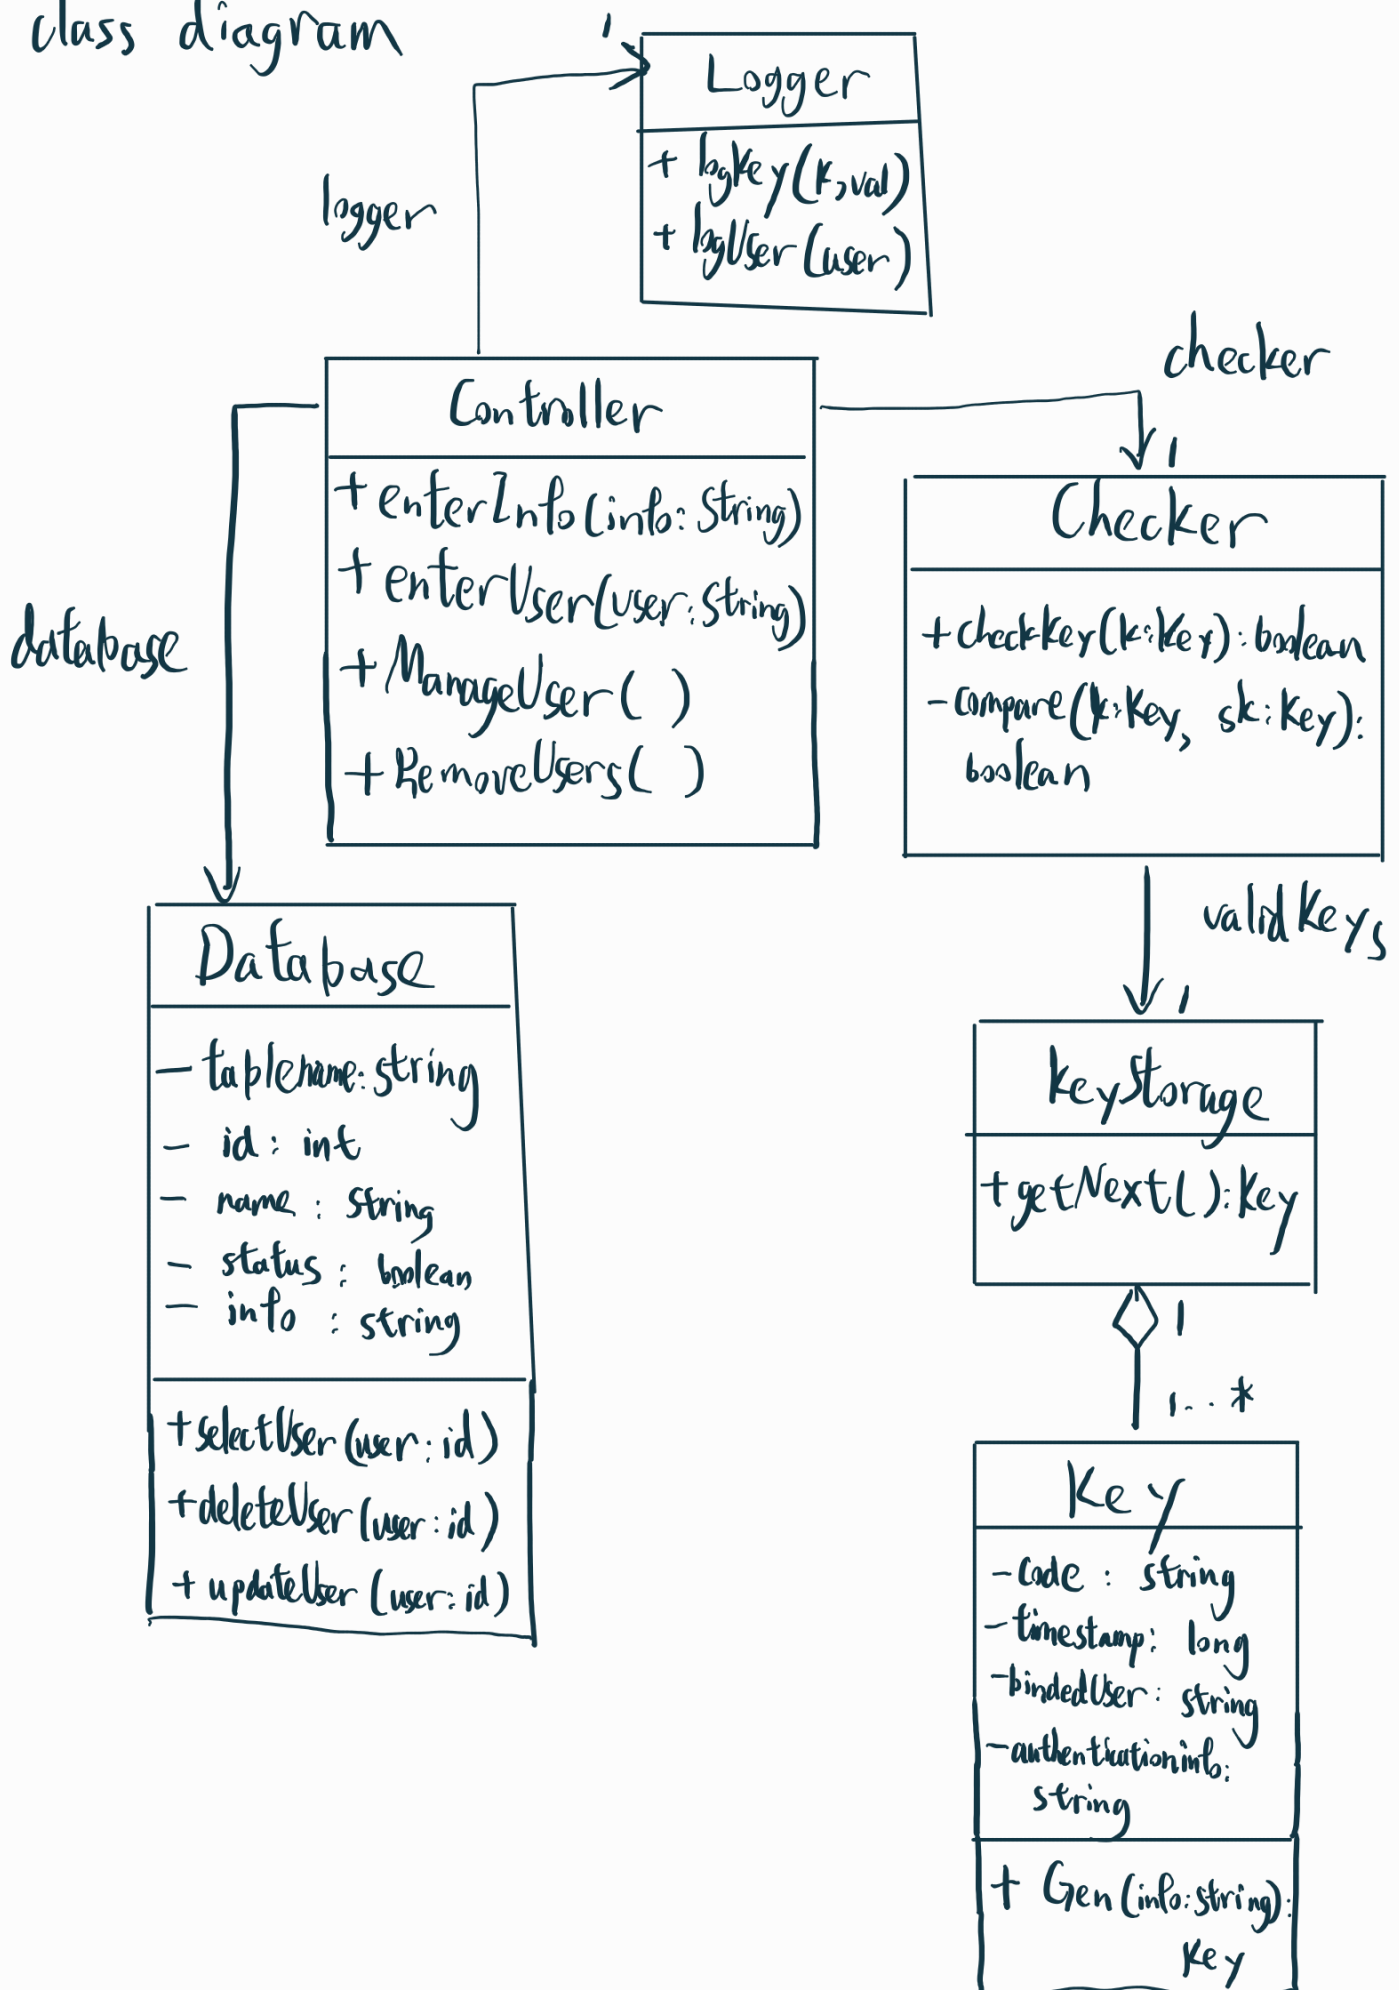 class diagram
1
Logger
+ logkey(k,val)
+ logUser(user)
logger
checker
1
Controller
+ enterInfo(info: String)
+ enterUser(user: String)
+ ManageUser( )
+ RemoveUsers( )
Checker
+ checkkey(k:key): boolean
- compare(k:key, sk:key):
boolean
database
validkeys
1
Database
- tablename: string
- id : int
- name : string
- status : boolean
- info : string
+ selectUser(user:id)
+ deleteUser(user:id)
+ updateUser (user:id)
keyStorage
+ getNext():key
1
1...*
Key
- code : string
- timestamp: long
- bindedUser: string
- authenticationinfo:
string
+ Gen(info:string):
key